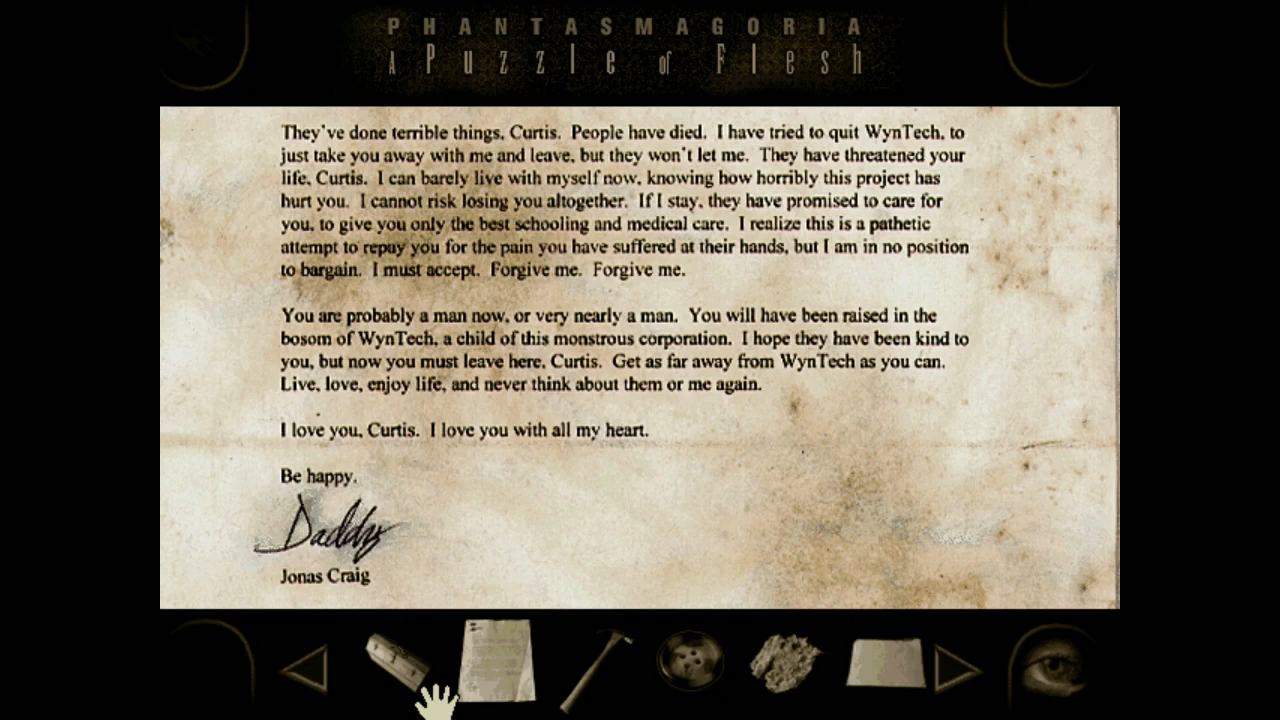 PHANTASMAGORIA
A Puzzle of Flesh
They've done terrible things, Curtis. People have died. I have tried to quit WynTech, to
just take you away with me and leave, but they won't let me. They have threatened your
life, Curtis. I can barely live with myself now, knowing how horribly this project has
hurt you. I cannot risk losing you altogether. If I stay, they have promised to care for
you, to give you only the best schooling and medical care. I realize this is a pathetic
attempt to repay you for the pain you have suffered at their hands, but I am in no position
to bargain. I must accept. Forgive me. Forgive me.
You are probably a man now, or very nearly a man. You will have been raised in the
bosom of WynTech, a child of this monstrous corporation. I hope they have been kind to
you, but now you must leave here, Curtis. Get as far away from WynTech as you can.
Live, love, enjoy life, and never think about them or me again.
I love you, Curtis. I love you with all my heart.
Be happy.
Daddy
Jonas Craig